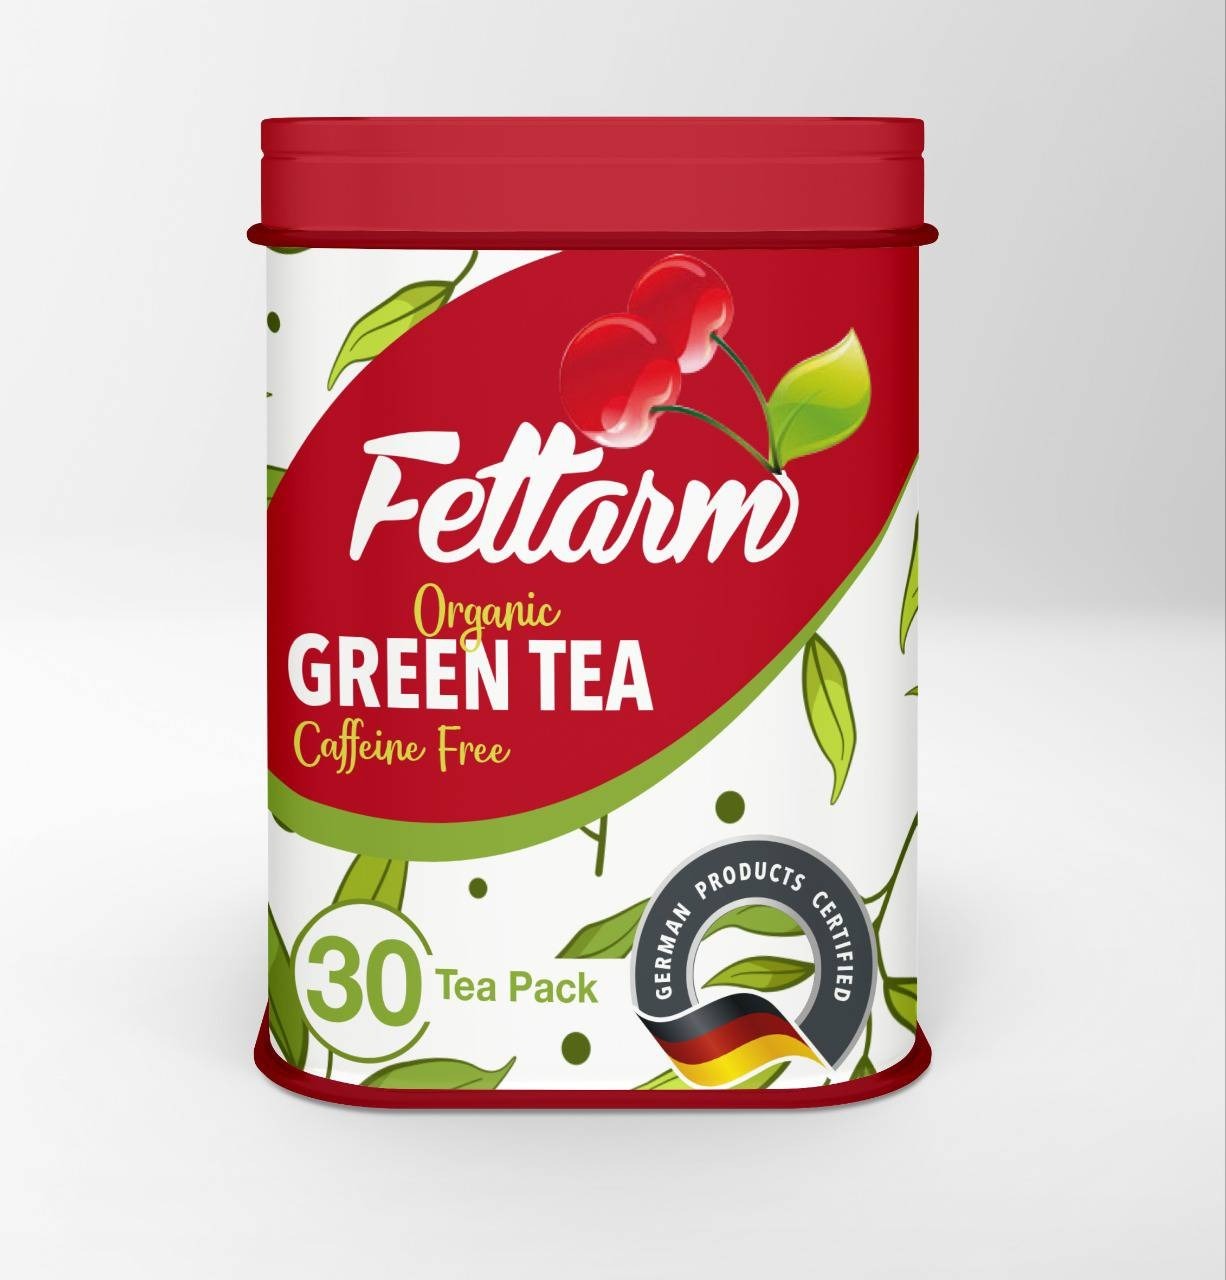 Fettarm
Organic
GREEN TEA
Caffeine Free
30 Tea Pack
GERMAN PRODUCTS CERTIFIED